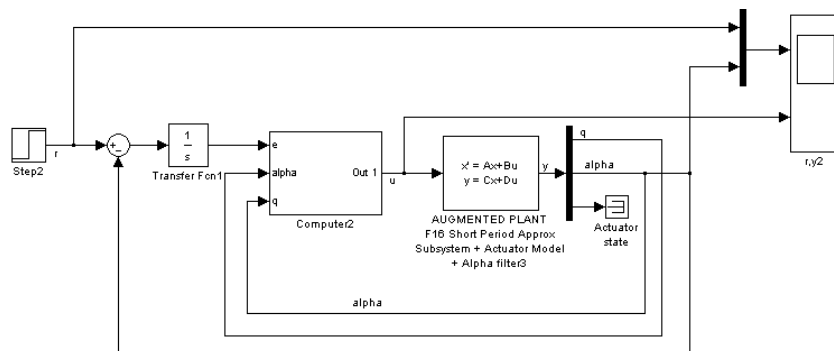 Step2
r
+
−
1
s
Transfer Fcn1
e
alpha
q
Out 1
Computer2
u
x' = Ax+Bu
y = Cx+Du
y
AUGMENTED PLANT
F16 Short Period Approx
Subsystem + Actuator Model
+ Alpha filter3
q
alpha
Actuator
state
r,y2
alpha